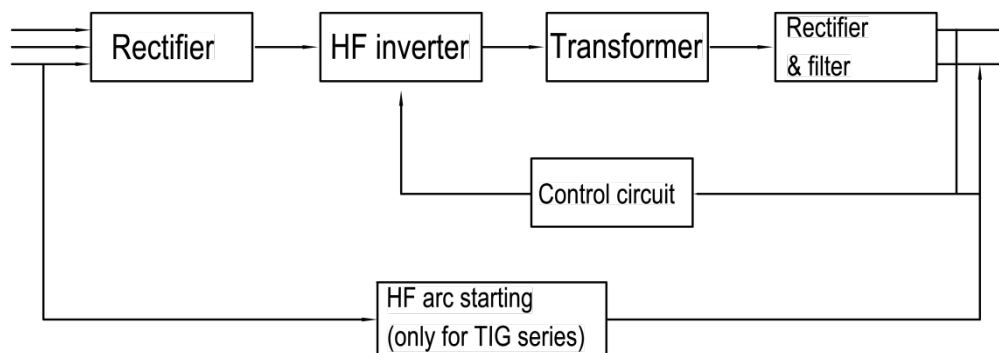 Rectifier
HF inverter
Transformer
Rectifier
& filter
Control circuit
HF arc starting
(only for TIG series)